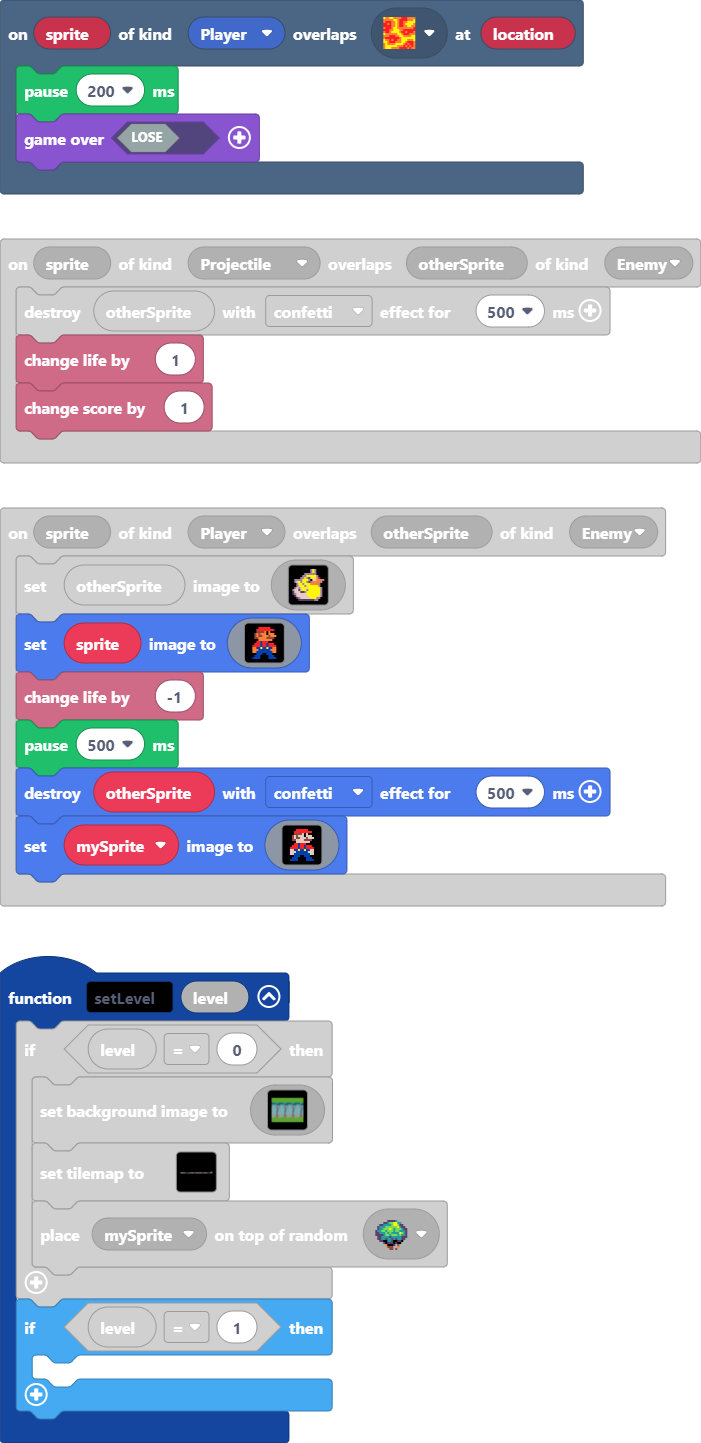 on sprite of kind Player overlaps at location
pause 200 ms
game over LOSE
on sprite of kind Projectile overlaps otherSprite of kind Enemy
destroy otherSprite with confetti effect for 500 ms
change life by 1
change score by 1
on sprite of kind Player overlaps otherSprite of kind Enemy
set otherSprite image to
set sprite image to
change life by -1
pause 500 ms
destroy otherSprite with confetti effect for 500 ms
set mySprite image to
function setLevel level
if level = 0 then
set background image to
set tilemap to
place mySprite on top of random
if level = 1 then